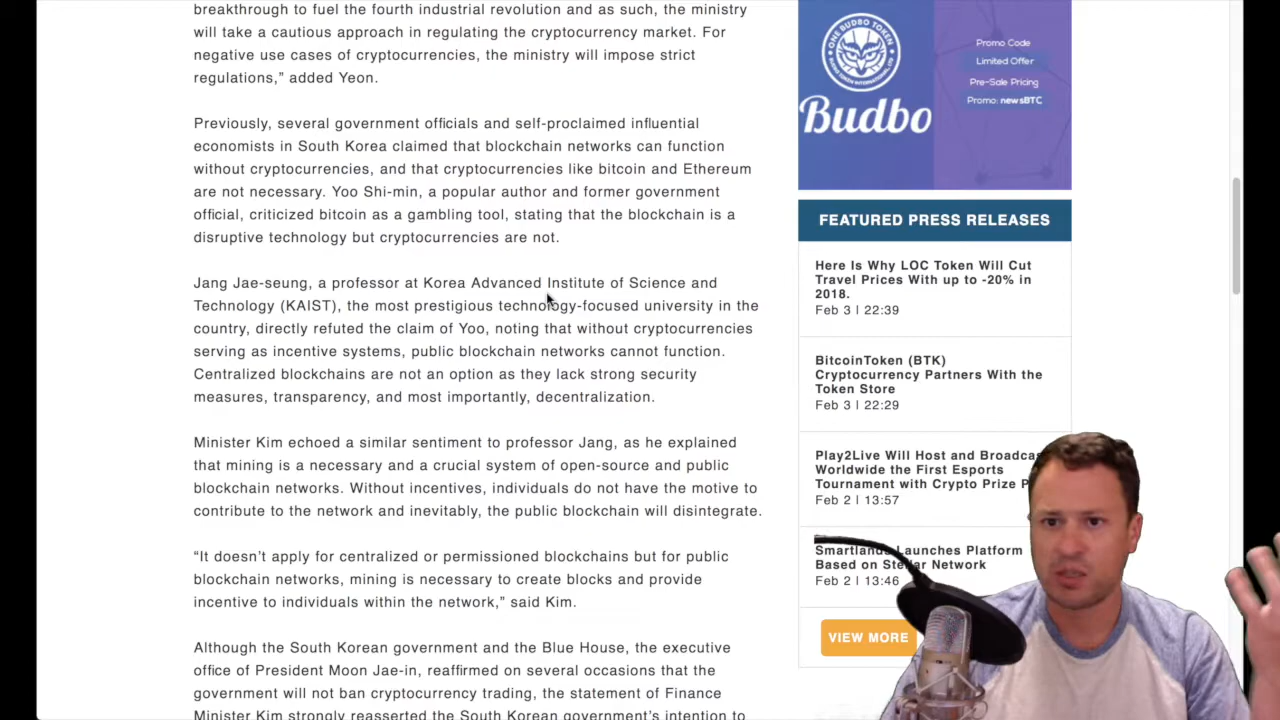 breakthrough to fuel the fourth industrial revolution and as such, the ministry
will take a cautious approach in regulating the cryptocurrency market. For
negative use cases of cryptocurrencies, the ministry will impose strict
regulations,” added Yeon.
Previously, several government officials and self-proclaimed influential
economists in South Korea claimed that blockchain networks can function
without cryptocurrencies, and that cryptocurrencies like bitcoin and Ethereum
are not necessary. Yoo Shi-min, a popular author and former government
official, criticized bitcoin as a gambling tool, stating that the blockchain is a
disruptive technology but cryptocurrencies are not.
Jang Jae-seung, a professor at Korea Advanced Institute of Science and
Technology (KAIST), the most prestigious technology-focused university in the
country, directly refuted the claim of Yoo, noting that without cryptocurrencies
serving as incentive systems, public blockchain networks cannot function.
Centralized blockchains are not an option as they lack strong security
measures, transparency, and most importantly, decentralization.
Minister Kim echoed a similar sentiment to professor Jang, as he explained
that mining is a necessary and a crucial system of open-source and public
blockchain networks. Without incentives, individuals do not have the motive to
contribute to the network and inevitably, the public blockchain will disintegrate.
“It doesn’t apply for centralized or permissioned blockchains but for public
blockchain networks, mining is necessary to create blocks and provide
incentive to individuals within the network,” said Kim.
Although the South Korean government and the Blue House, the executive
office of President Moon Jae-in, reaffirmed on several occasions that the
government will not ban cryptocurrency trading, the statement of Finance
Minister Kim strongly reasserted the South Korean government’s intention to
ONE BUDBO TOKEN
BUDBO TOKEN INTERNATIONAL LTD
Budbo
Promo Code
Limited Offer
Pre-Sale Pricing
Promo: newsBTC
FEATURED PRESS RELEASES
Here Is Why LOC Token Will Cut
Travel Prices With up to -20% in
2018.
Feb 3 | 22:39
BitcoinToken (BTK)
Cryptocurrency Partners With the
Token Store
Feb 3 | 22:29
Play2Live Will Host and Broadcas
Worldwide the First Esports
Tournament with Crypto Prize P
Feb 2 | 13:57
Smartlands Launches Platform
Based on Stellar Network
Feb 2 | 13:46
VIEW MORE